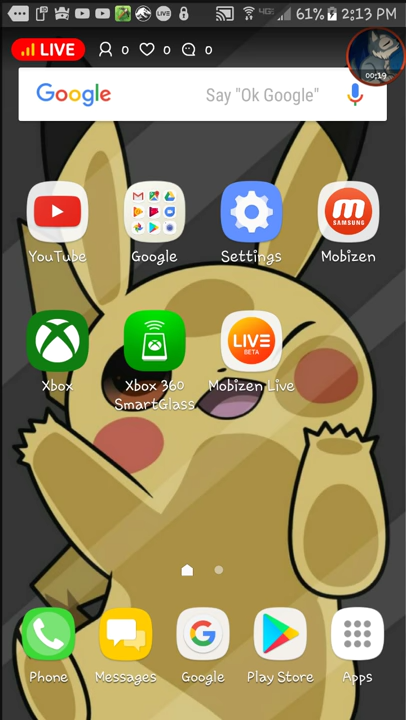 LIVE 61% 2:13 PM
LIVE 0 0 0
00:19
Google Say "Ok Google"
SAMSUNG
YouTube Google Settings Mobizen
LIVE
BETA
Xbox Xbox 360 SmartGlass Mobizen Live
Phone Messages Google Play Store Apps